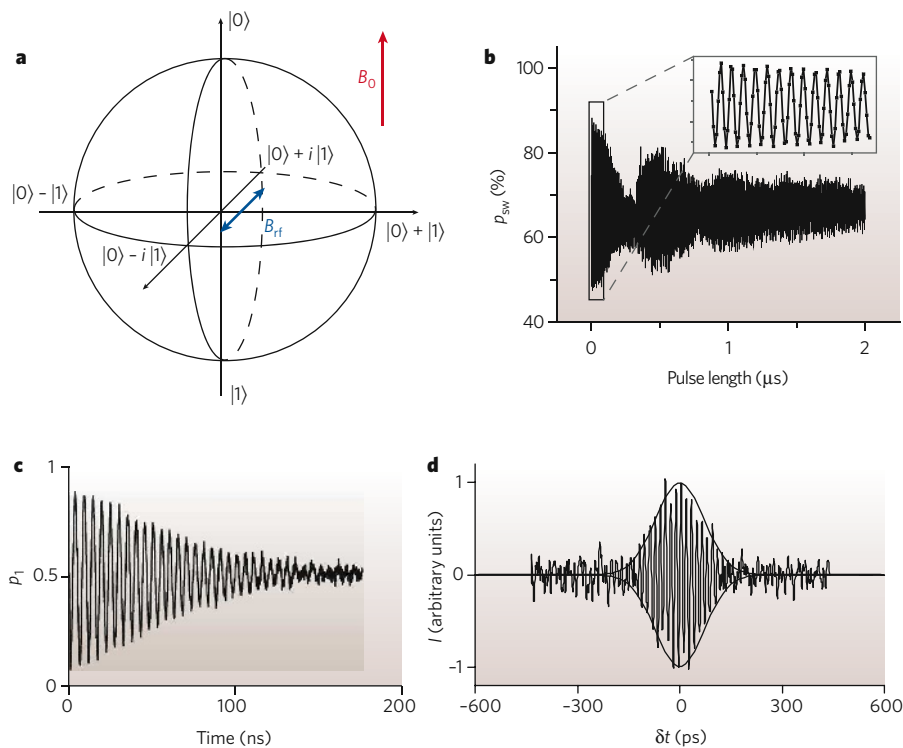 a
|0⟩
B₀
|0⟩ + i |1⟩
|0⟩ – |1⟩
B_rf
|0⟩ + |1⟩
|0⟩ – i |1⟩
|1⟩
b
100
80
60
40
p_sw (%)
0
1
2
Pulse length (μs)
c
1
0.5
0
p₁
0
100
200
Time (ns)
d
1
0
-1
I (arbitrary units)
-600
-300
0
300
600
δt (ps)